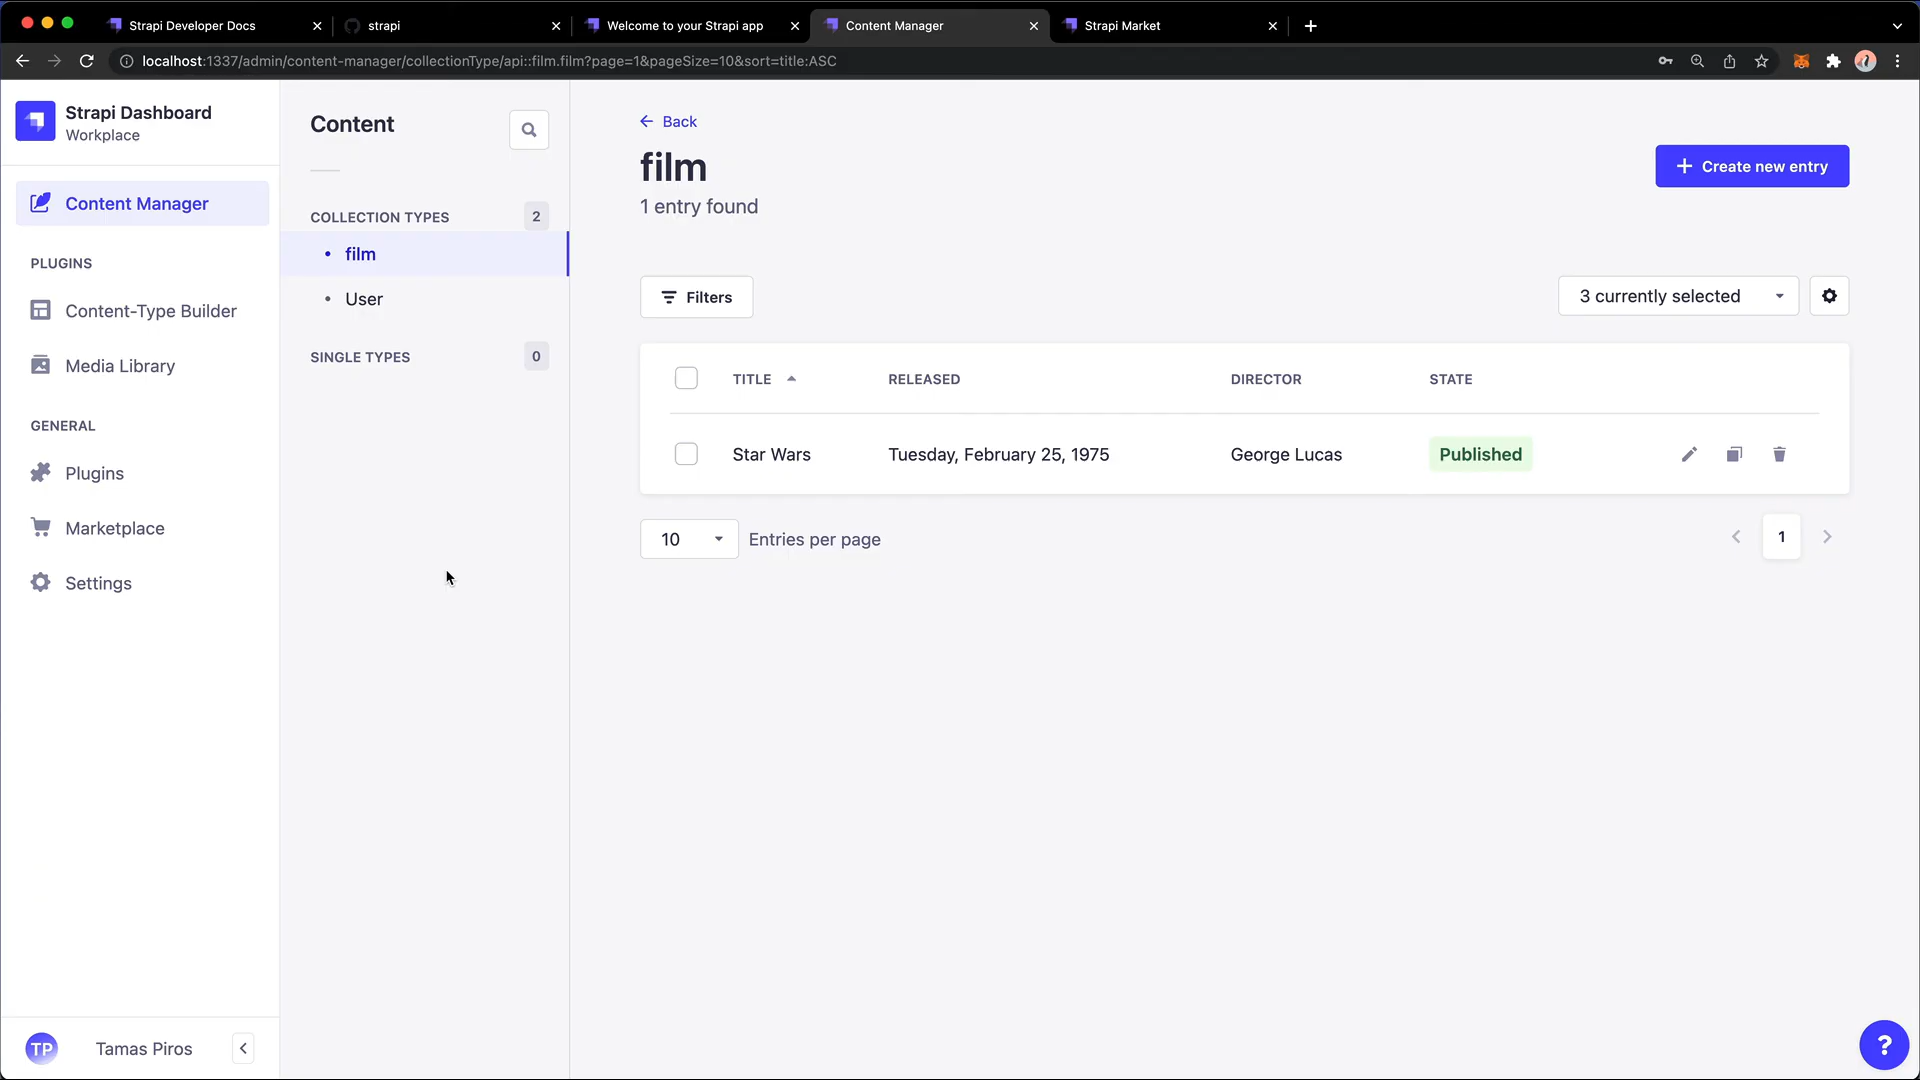 Strapi Developer Docs
strapi
Welcome to your Strapi app
Content Manager
Strapi Market
localhost:1337/admin/content-manager/collectionType/api::film.film?page=1&pageSize=10&sort=title:ASC
Strapi Dashboard
Workplace
Content Manager
PLUGINS
Content-Type Builder
Media Library
GENERAL
Plugins
Marketplace
Settings
TP
Tamas Piros
Content
COLLECTION TYPES 2
film
User
SINGLE TYPES 0
Back
film
1 entry found
Create new entry
Filters
3 currently selected
TITLE RELEASED DIRECTOR STATE
Star Wars Tuesday, February 25, 1975 George Lucas Published
10 Entries per page
1
?